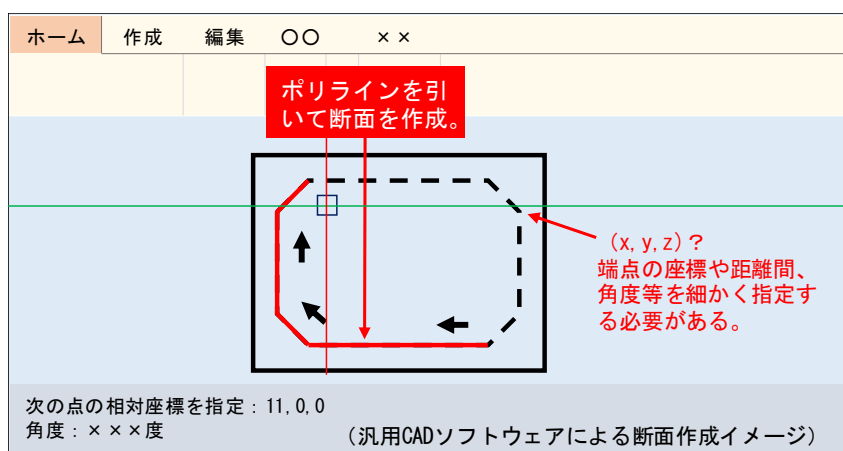 ホーム 作成 編集 〇〇 ××
ポリラインを引
いて断面を作成。
(x,y,z)?
端点の座標や距離間、
角度等を細かく指定す
る必要がある。
次の点の相対座標を指定:11,0,0
角度:×××度
(汎用CADソフトウェアによる断面作成イメージ)